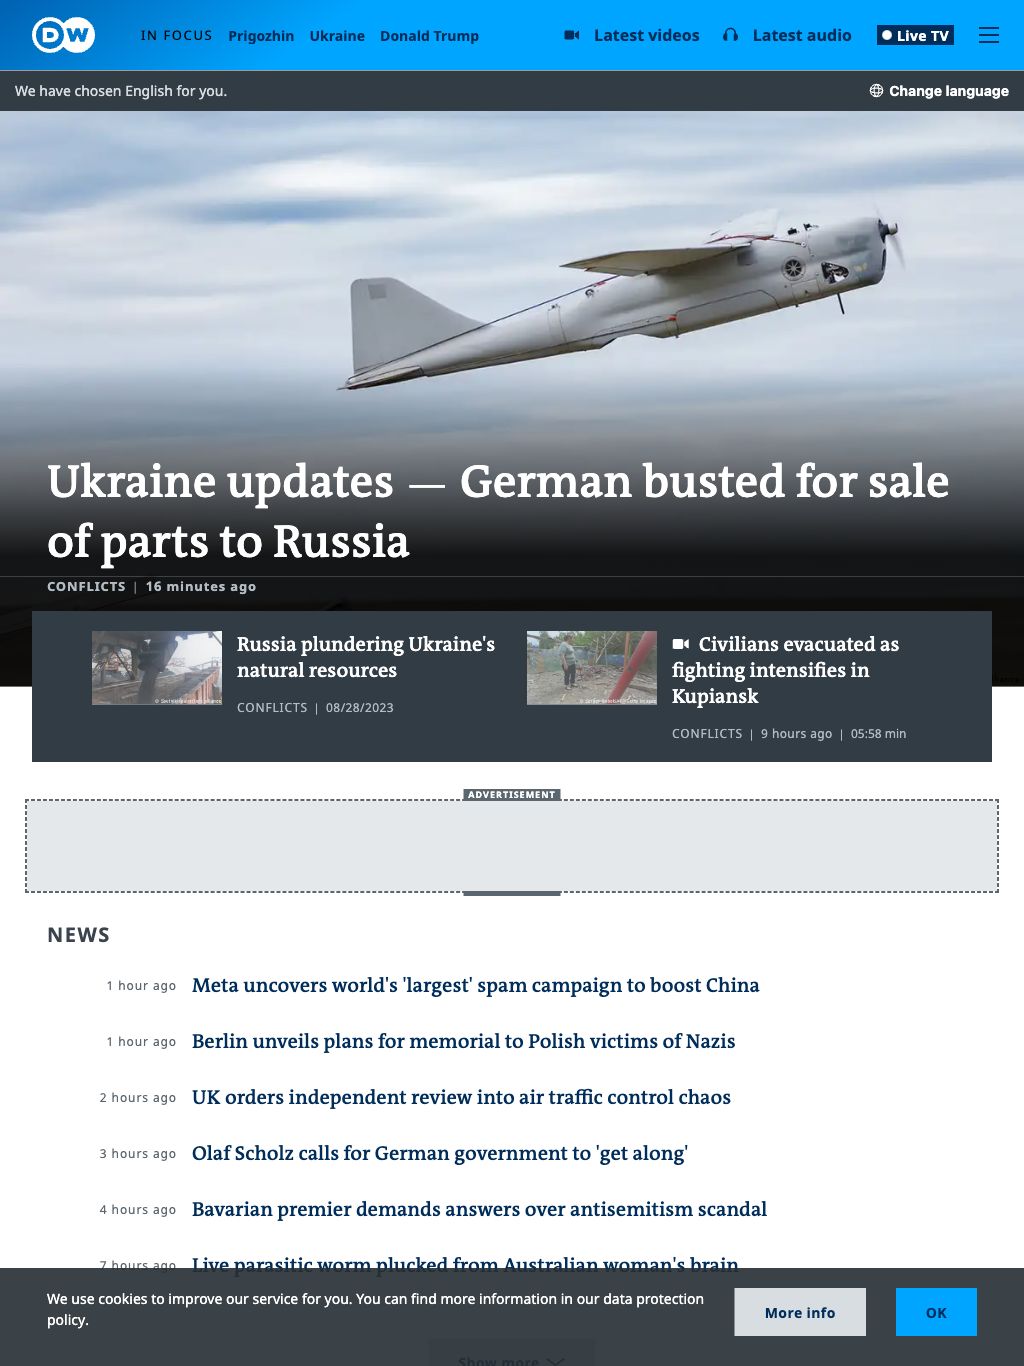 DW
IN FOCUS Prigozhin Ukraine Donald Trump Latest videos Latest audio Live TV
We have chosen English for you. Change language
Ukraine updates — German busted for sale
of parts to Russia
CONFLICTS | 16 minutes ago
Russia plundering Ukraine's
natural resources
CONFLICTS | 08/28/2023
Civilians evacuated as
fighting intensifies in
Kupiansk
CONFLICTS | 9 hours ago | 05:58 min
ADVERTISEMENT
NEWS
1 hour ago Meta uncovers world's 'largest' spam campaign to boost China
1 hour ago Berlin unveils plans for memorial to Polish victims of Nazis
2 hours ago UK orders independent review into air traffic control chaos
3 hours ago Olaf Scholz calls for German government to 'get along'
4 hours ago Bavarian premier demands answers over antisemitism scandal
7 hours ago Live parasitic worm plucked from Australian woman's brain
We use cookies to improve our service for you. You can find more information in our data protection
policy.
More info OK
Show more